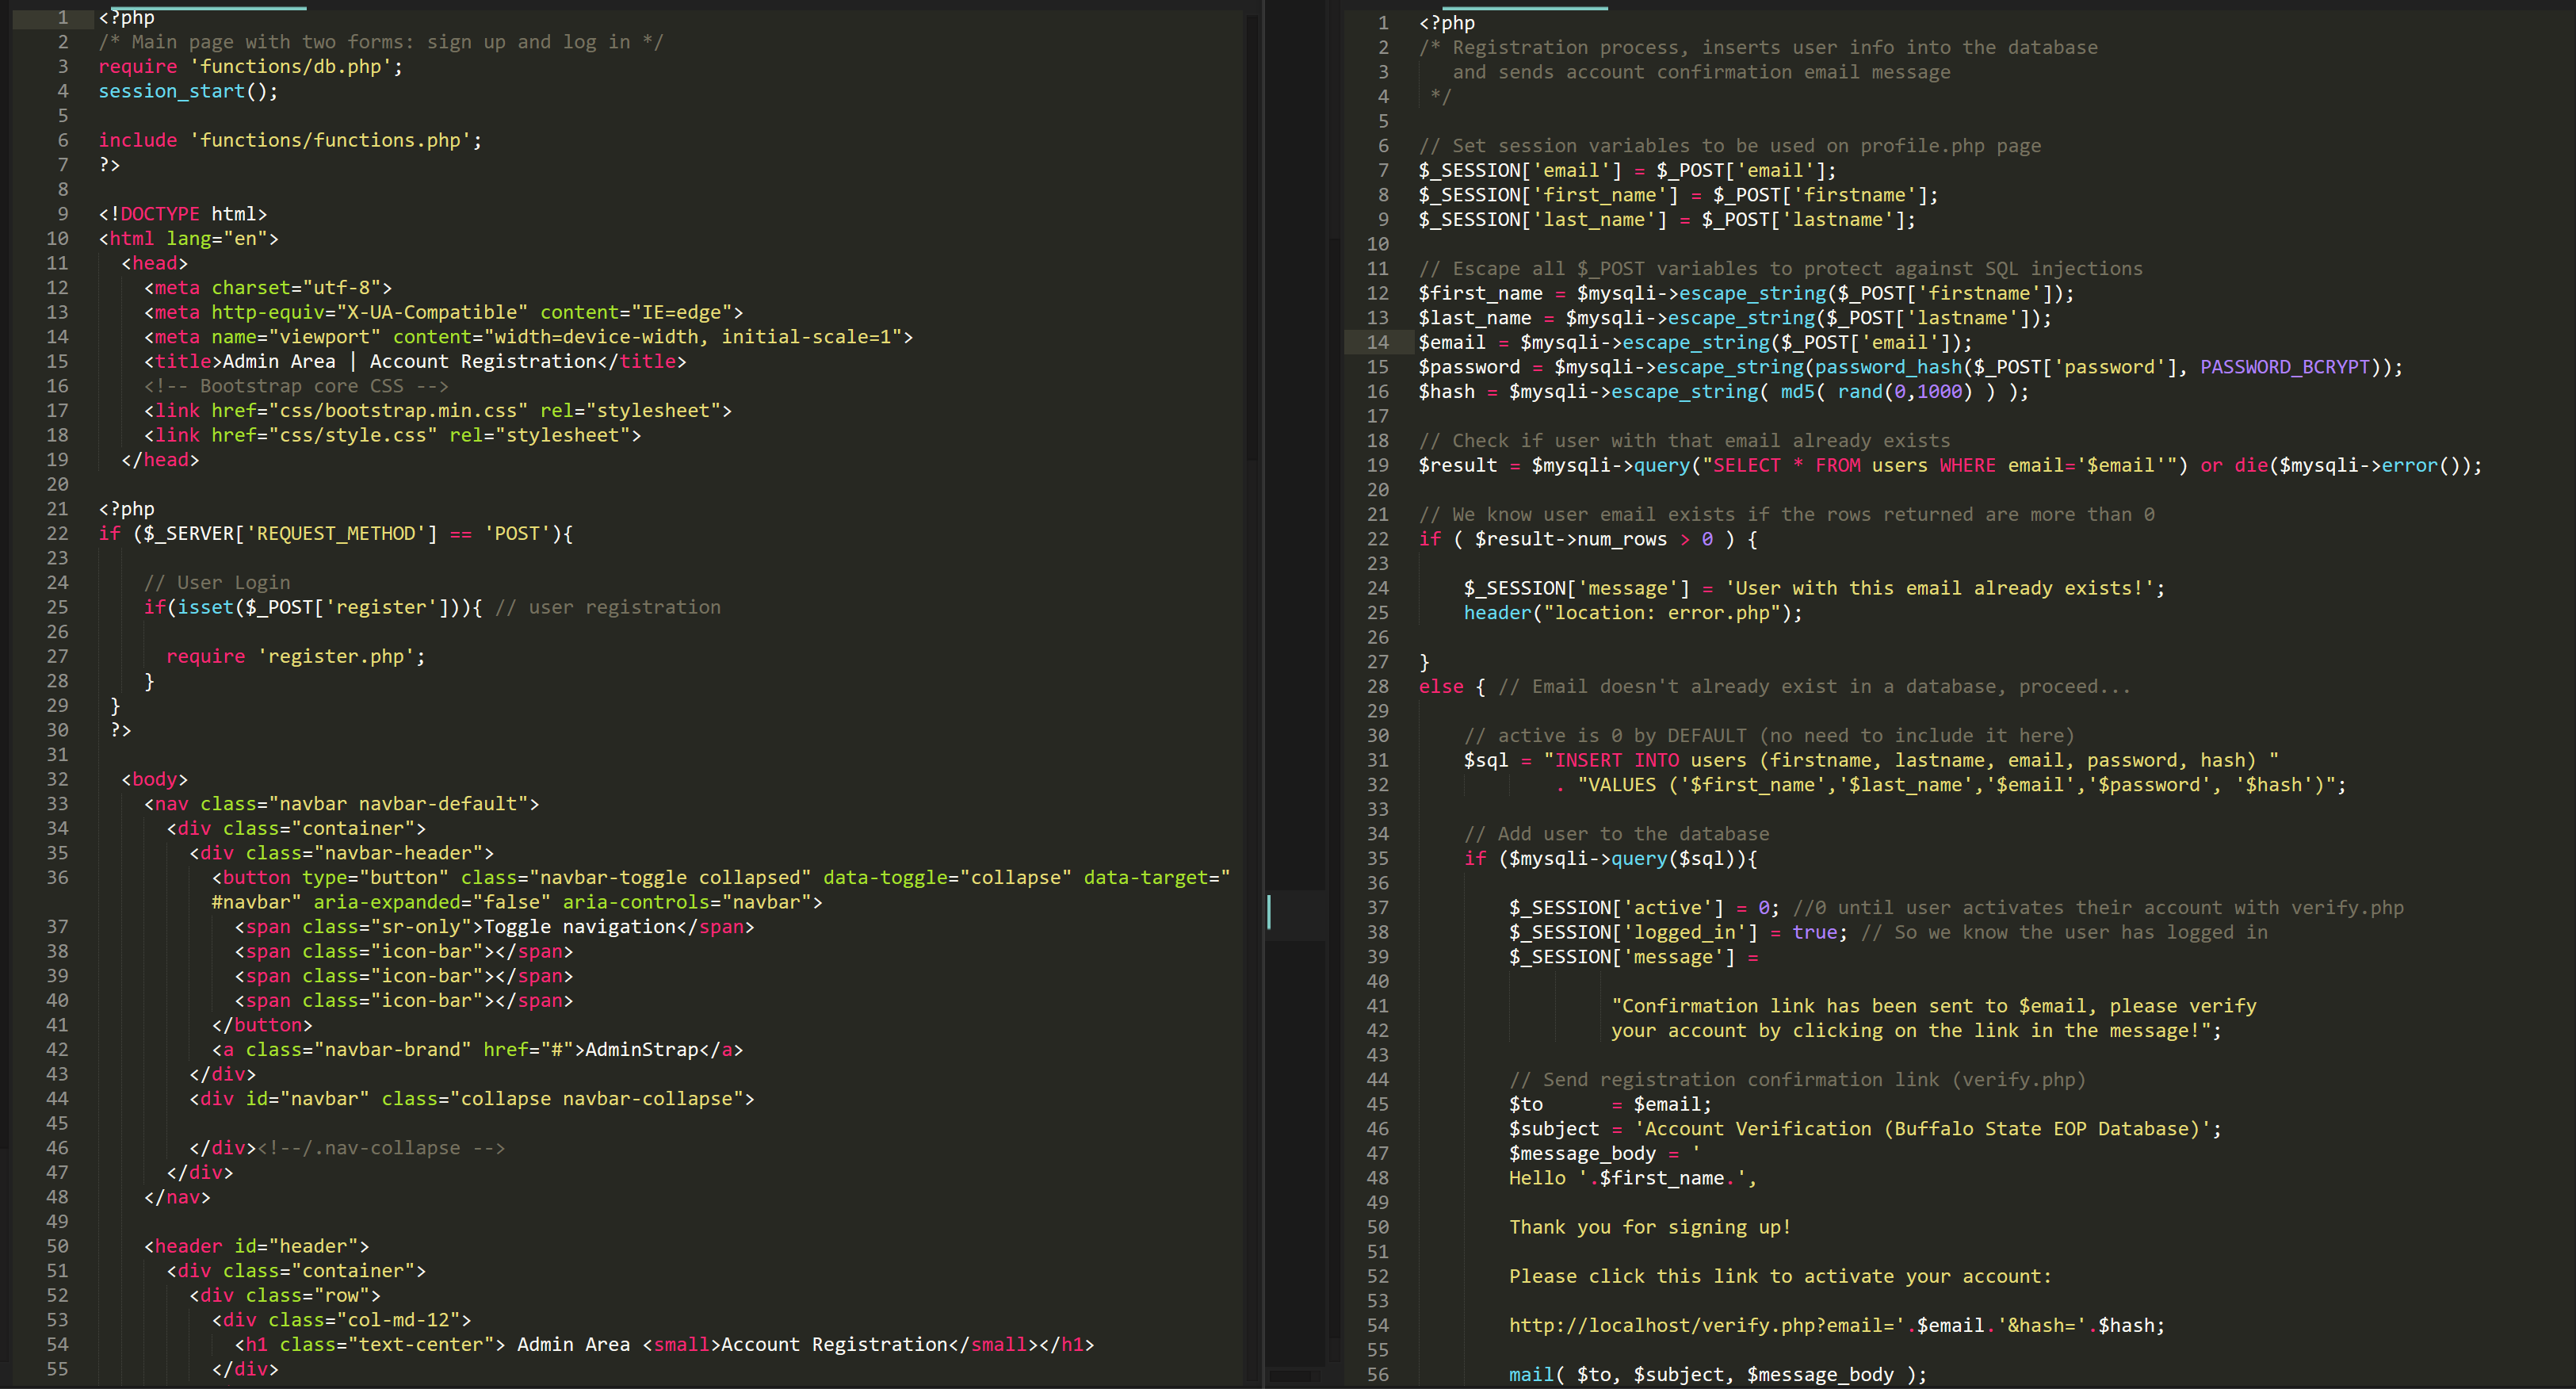 1 <?php
2 /* Main page with two forms: sign up and log in */
3 require 'functions/db.php';
4 session_start();
5
6 include 'functions/functions.php';
7 ?>
8
9 <!DOCTYPE html>
10 <html lang="en">
11   <head>
12     <meta charset="utf-8">
13     <meta http-equiv="X-UA-Compatible" content="IE=edge">
14     <meta name="viewport" content="width=device-width, initial-scale=1">
15     <title>Admin Area | Account Registration</title>
16     <!-- Bootstrap core CSS -->
17     <link href="css/bootstrap.min.css" rel="stylesheet">
18     <link href="css/style.css" rel="stylesheet">
19   </head>
20
21 <?php
22 if ($_SERVER['REQUEST_METHOD'] == 'POST'){
23
24     // User Login
25     if(isset($_POST['register'])){ // user registration
26
27       require 'register.php';
28     }
29  }
30  ?>
31
32   <body>
33     <nav class="navbar navbar-default">
34       <div class="container">
35         <div class="navbar-header">
36           <button type="button" class="navbar-toggle collapsed" data-toggle="collapse" data-target="
#navbar" aria-expanded="false" aria-controls="navbar">
37             <span class="sr-only">Toggle navigation</span>
38             <span class="icon-bar"></span>
39             <span class="icon-bar"></span>
40             <span class="icon-bar"></span>
41           </button>
42           <a class="navbar-brand" href="#">AdminStrap</a>
43         </div>
44         <div id="navbar" class="collapse navbar-collapse">
45
46         </div><!--/.nav-collapse -->
47       </div>
48     </nav>
49
50     <header id="header">
51       <div class="container">
52         <div class="row">
53           <div class="col-md-12">
54             <h1 class="text-center"> Admin Area <small>Account Registration</small></h1>
55           </div>
1 <?php
2 /* Registration process, inserts user info into the database
3    and sends account confirmation email message
4  */
5
6 // Set session variables to be used on profile.php page
7 $_SESSION['email'] = $_POST['email'];
8 $_SESSION['first_name'] = $_POST['firstname'];
9 $_SESSION['last_name'] = $_POST['lastname'];
10
11 // Escape all $_POST variables to protect against SQL injections
12 $first_name = $mysqli->escape_string($_POST['firstname']);
13 $last_name = $mysqli->escape_string($_POST['lastname']);
14 $email = $mysqli->escape_string($_POST['email']);
15 $password = $mysqli->escape_string(password_hash($_POST['password'], PASSWORD_BCRYPT));
16 $hash = $mysqli->escape_string( md5( rand(0,1000) ) );
17
18 // Check if user with that email already exists
19 $result = $mysqli->query("SELECT * FROM users WHERE email='$email'") or die($mysqli->error());
20
21 // We know user email exists if the rows returned are more than 0
22 if ( $result->num_rows > 0 ) {
23
24     $_SESSION['message'] = 'User with this email already exists!';
25     header("location: error.php");
26
27 }
28 else { // Email doesn't already exist in a database, proceed...
29
30     // active is 0 by DEFAULT (no need to include it here)
31     $sql = "INSERT INTO users (firstname, lastname, email, password, hash) "
32             . "VALUES ('$first_name','$last_name','$email','$password', '$hash')";
33
34     // Add user to the database
35     if ($mysqli->query($sql)){
36
37         $_SESSION['active'] = 0; //0 until user activates their account with verify.php
38         $_SESSION['logged_in'] = true; // So we know the user has logged in
39         $_SESSION['message'] =
40
41                  "Confirmation link has been sent to $email, please verify
42                  your account by clicking on the link in the message!";
43
44         // Send registration confirmation link (verify.php)
45         $to      = $email;
46         $subject = 'Account Verification (Buffalo State EOP Database)';
47         $message_body = '
48         Hello '.$first_name.',
49
50         Thank you for signing up!
51
52         Please click this link to activate your account:
53
54         http://localhost/verify.php?email='.$email.'&hash='.$hash;
55
56         mail( $to, $subject, $message_body );